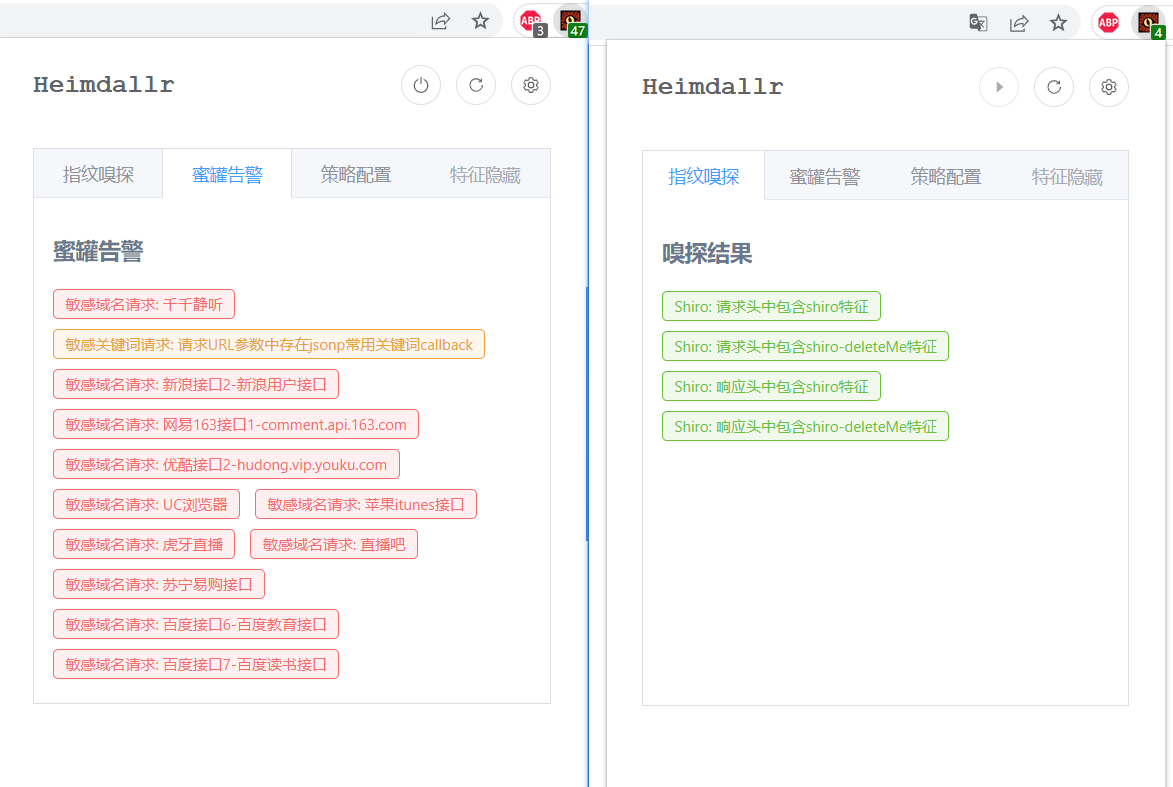 ABP
3
47
Heimdallr
指纹嗅探 蜜罐告警 策略配置 特征隐藏
蜜罐告警
敏感域名请求: 千千静听
敏感关键词请求: 请求URL参数中存在jsonp常用关键词callback
敏感域名请求: 新浪接口2-新浪用户接口
敏感域名请求: 网易163接口1-comment.api.163.com
敏感域名请求: 优酷接口2-hudong.vip.youku.com
敏感域名请求: UC浏览器 敏感域名请求: 苹果itunes接口
敏感域名请求: 虎牙直播 敏感域名请求: 直播吧
敏感域名请求: 苏宁易购接口
敏感域名请求: 百度接口6-百度教育接口
敏感域名请求: 百度接口7-百度读书接口
ABP
4
Heimdallr
指纹嗅探 蜜罐告警 策略配置 特征隐藏
嗅探结果
Shiro: 请求头中包含shiro特征
Shiro: 请求头中包含shiro-deleteMe特征
Shiro: 响应头中包含shiro特征
Shiro: 响应头中包含shiro-deleteMe特征